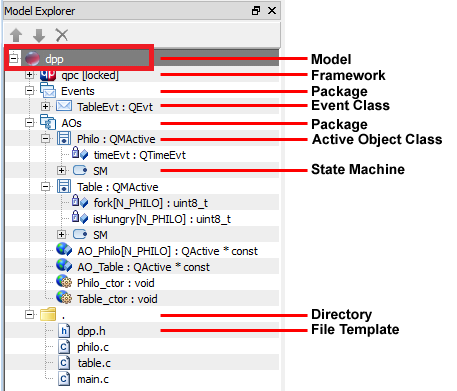 Model Explorer
dpp Model
qpc [locked] Framework
Events Package
TableEvt : QEvt Event Class
AOs Package
Philo : QMActive Active Object Class
timeEvt : QTimeEvt
SM State Machine
Table : QMActive
fork[N_PHILO] : uint8_t
isHungry[N_PHILO] : uint8_t
SM
AO_Philo[N_PHILO] : QActive * const
AO_Table : QActive * const
Philo_ctor : void
Table_ctor : void
. Directory
dpp.h File Template
philo.c
table.c
main.c